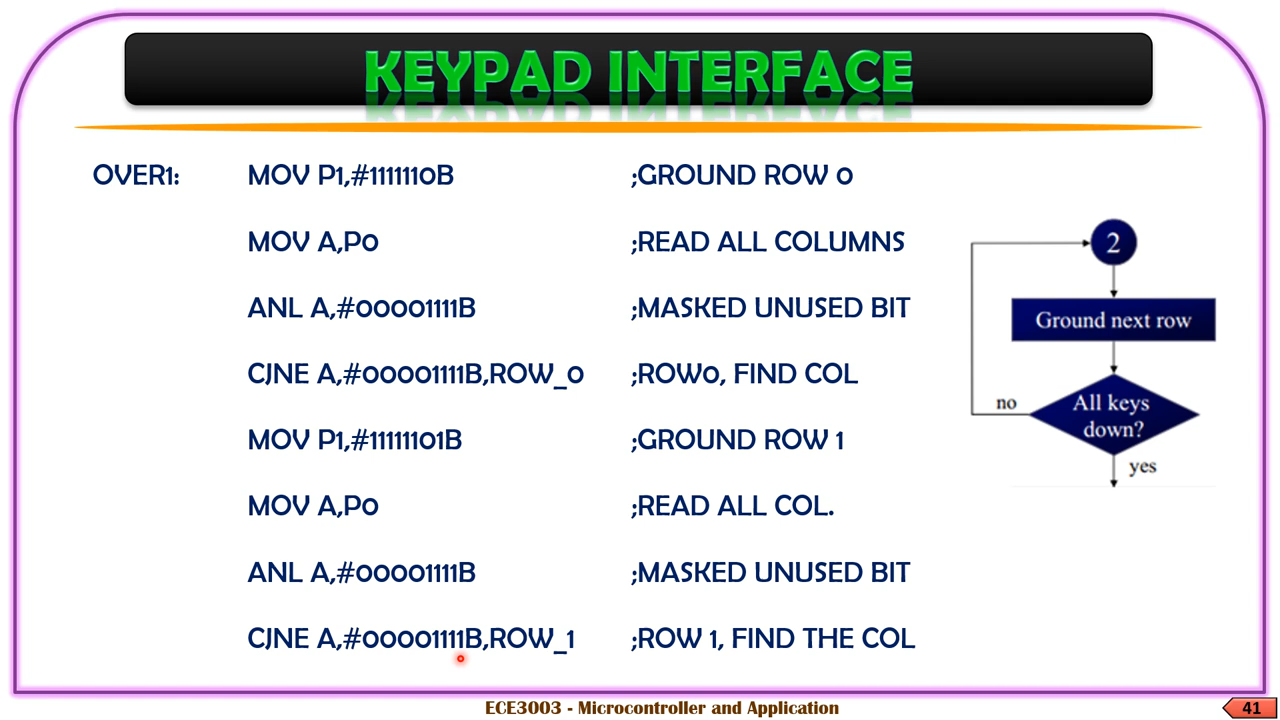 KEYPAD INTERFACE
OVER1: MOV P1,#1111110B ;GROUND ROW 0
MOV A,P0 ;READ ALL COLUMNS
ANL A,#00001111B ;MASKED UNUSED BIT
CJNE A,#00001111B,ROW_0 ;ROW0, FIND COL
MOV P1,#11111101B ;GROUND ROW 1
MOV A,P0 ;READ ALL COL.
ANL A,#00001111B ;MASKED UNUSED BIT
CJNE A,#00001111B,ROW_1 ;ROW 1, FIND THE COL
2
Ground next row
All keys
down?
no
yes
ECE3003 - Microcontroller and Application
41